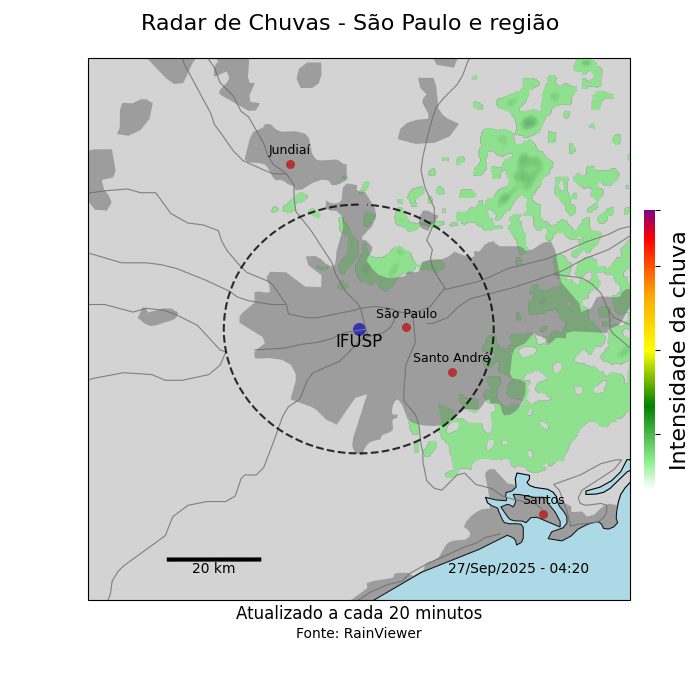 Radar de Chuvas - São Paulo e região
Jundiaí
São Paulo
IFUSP
Santo André
Santos
20 km
27/Sep/2025 - 04:20
Intensidade da chuva
Atualizado a cada 20 minutos
Fonte: RainViewer